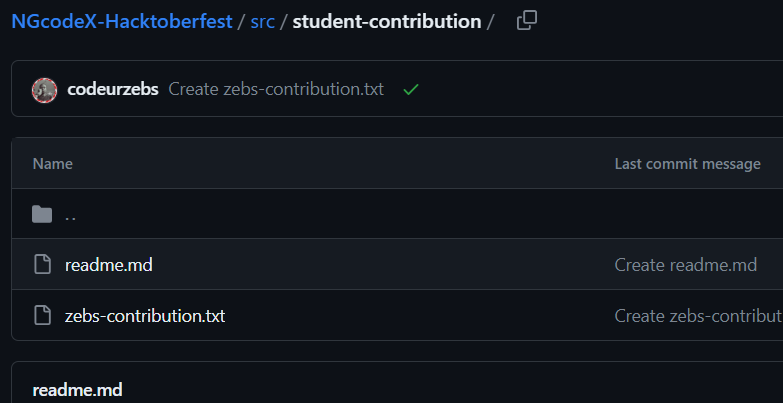 NGcodeX-Hacktoberfest / src / student-contribution /
codeurzebs Create zebs-contribution.txt
Name Last commit message
..
readme.md Create readme.md
zebs-contribution.txt Create zebs-contribut
readme.md